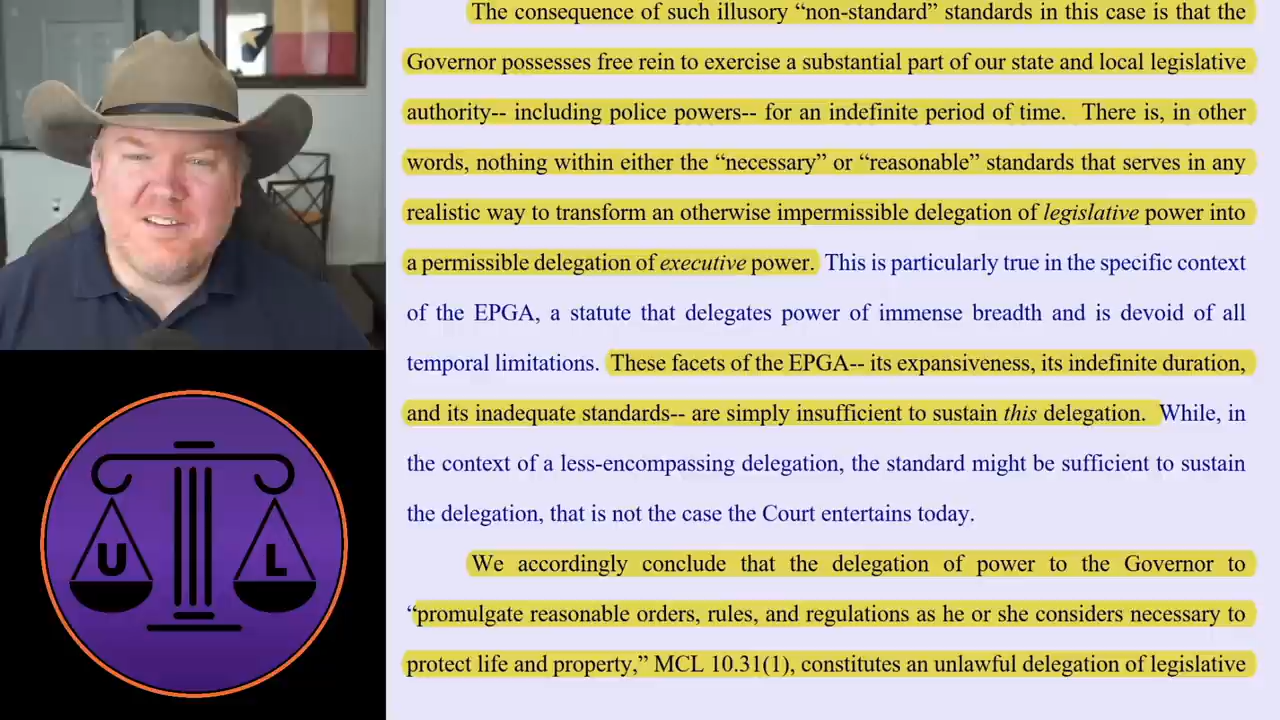 The consequence of such illusory “non-standard” standards in this case is that the
Governor possesses free rein to exercise a substantial part of our state and local legislative
authority-- including police powers-- for an indefinite period of time. There is, in other
words, nothing within either the “necessary” or “reasonable” standards that serves in any
realistic way to transform an otherwise impermissible delegation of legislative power into
a permissible delegation of executive power. This is particularly true in the specific context
of the EPGA, a statute that delegates power of immense breadth and is devoid of all
temporal limitations. These facets of the EPGA-- its expansiveness, its indefinite duration,
and its inadequate standards-- are simply insufficient to sustain this delegation. While, in
the context of a less-encompassing delegation, the standard might be sufficient to sustain
the delegation, that is not the case the Court entertains today.
We accordingly conclude that the delegation of power to the Governor to
“promulgate reasonable orders, rules, and regulations as he or she considers necessary to
protect life and property,” MCL 10.31(1), constitutes an unlawful delegation of legislative
U L